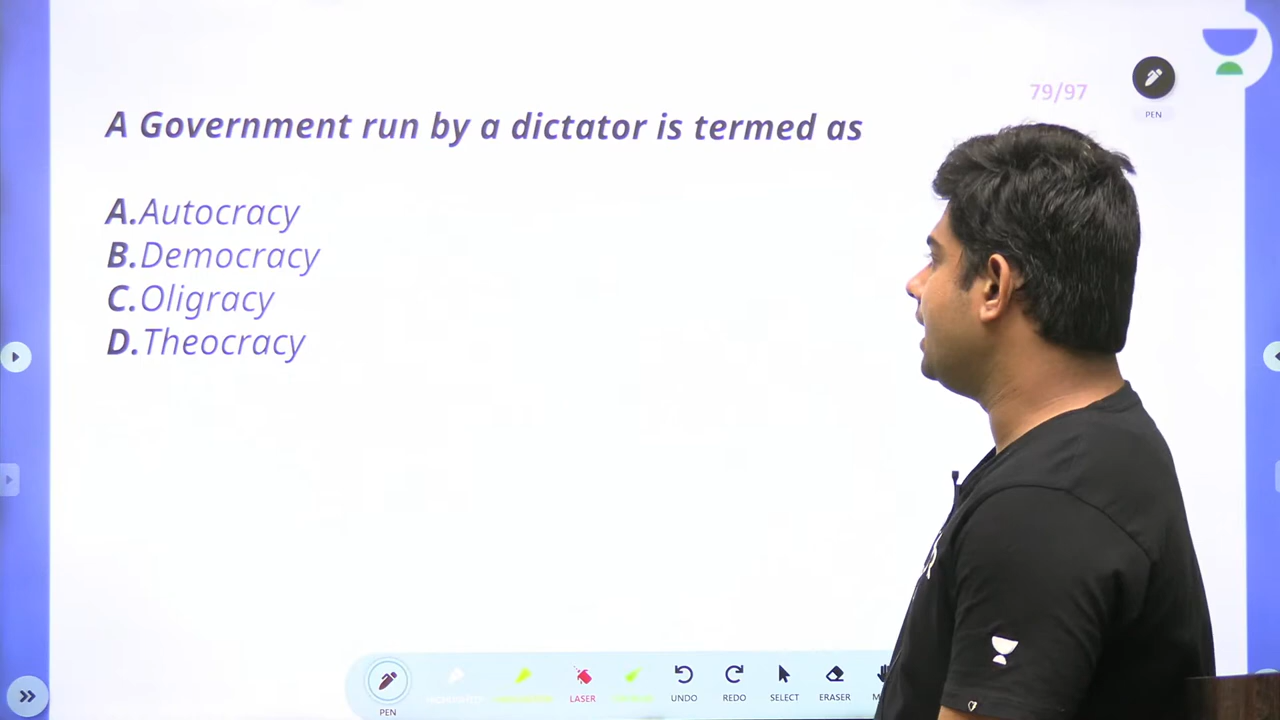 79/97
PEN
A Government run by a dictator is termed as
A.Autocracy
B.Democracy
C.Oligracy
D.Theocracy
PEN
LASER
UNDO
REDO
SELECT
ERASER